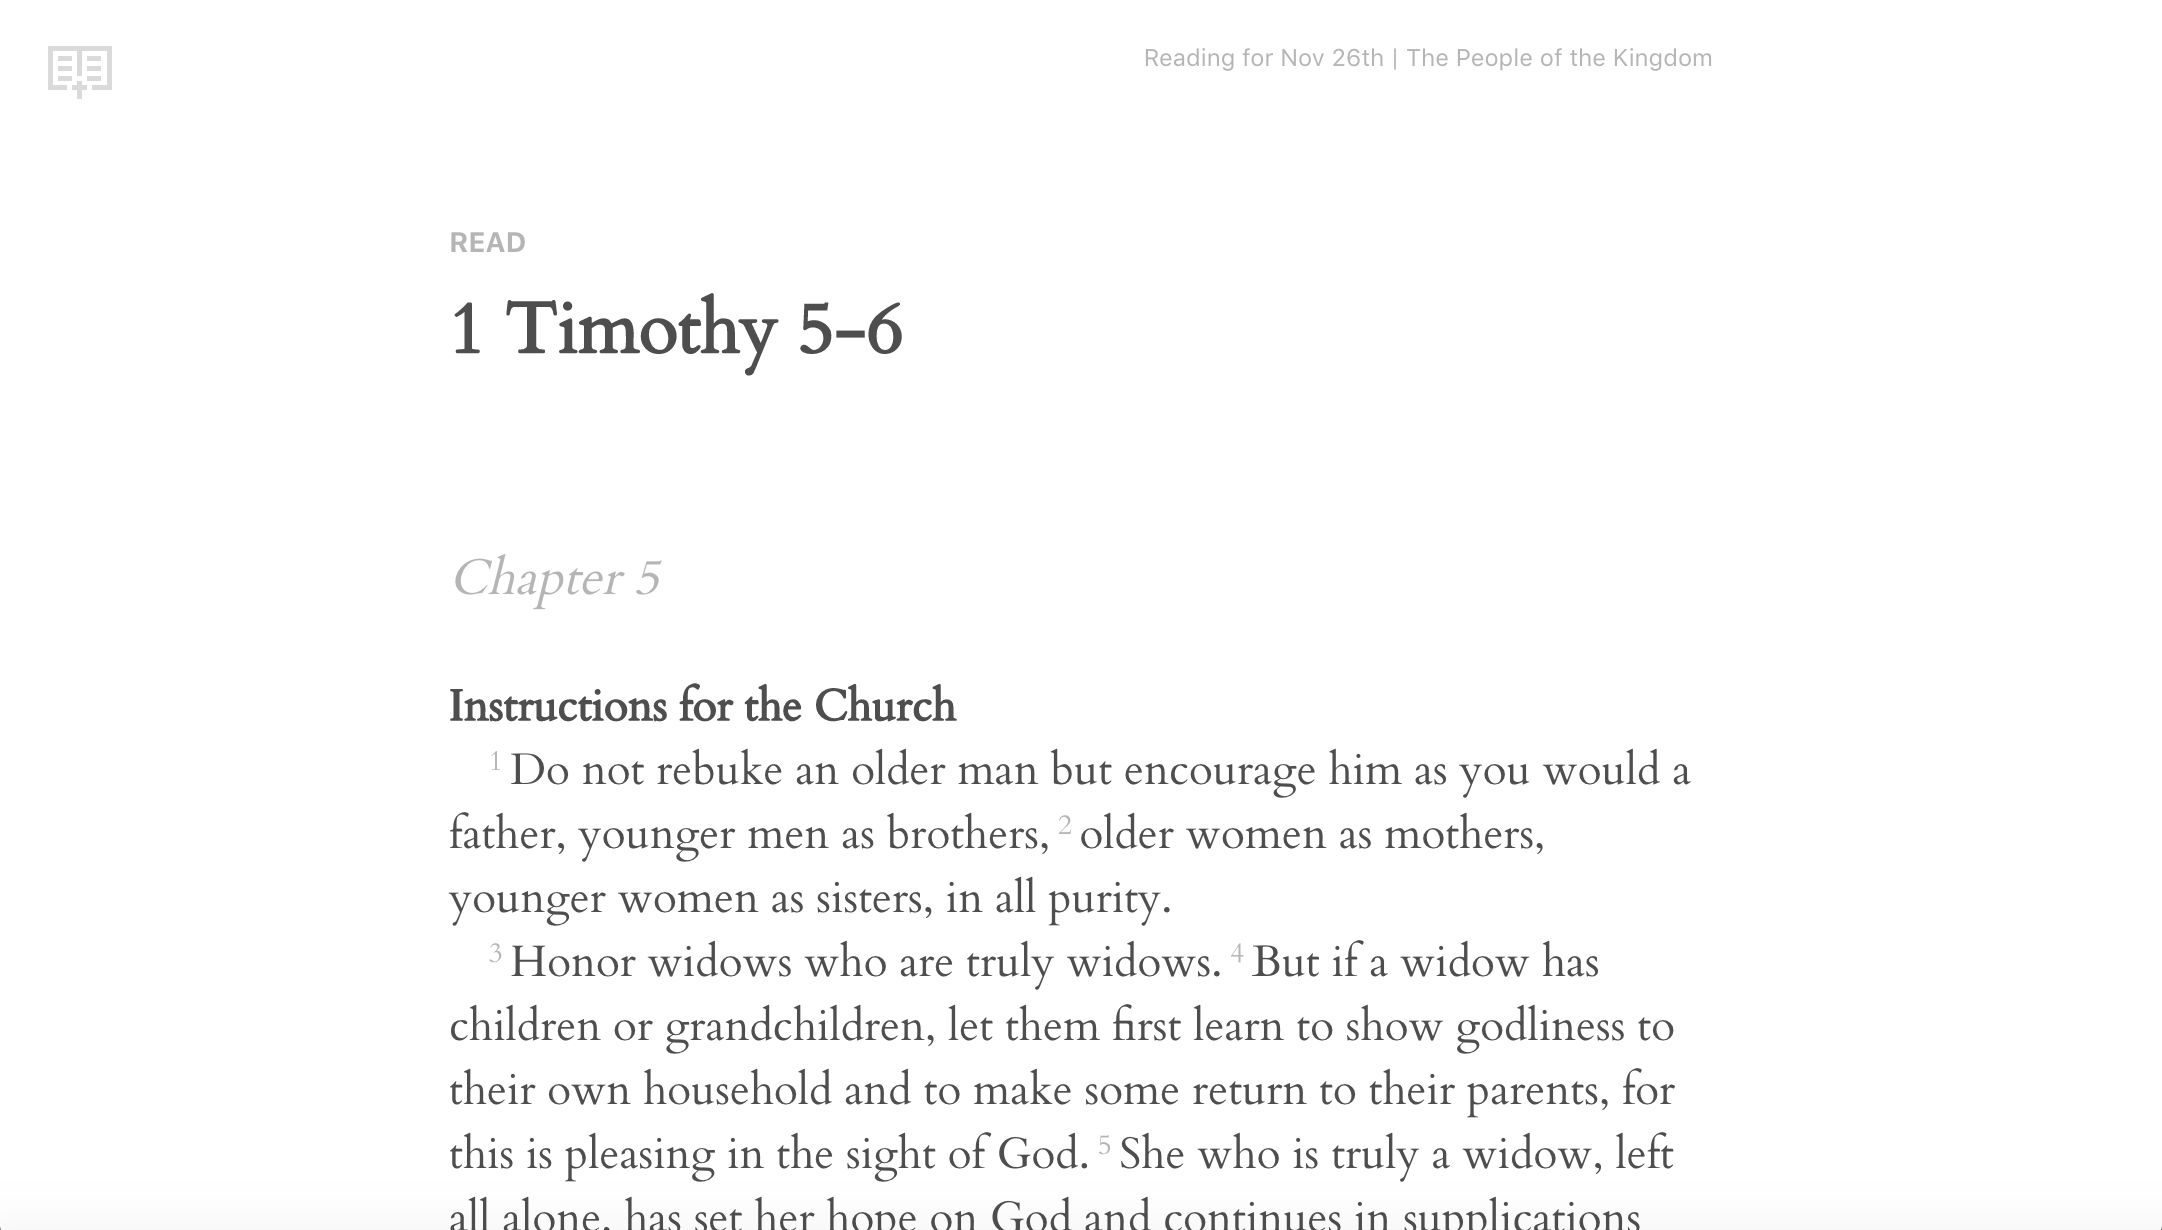 Reading for Nov 26th | The People of the Kingdom
READ
1 Timothy 5-6
Chapter 5
Instructions for the Church
1 Do not rebuke an older man but encourage him as you would a
father, younger men as brothers, 2 older women as mothers,
younger women as sisters, in all purity.
3 Honor widows who are truly widows. 4 But if a widow has
children or grandchildren, let them first learn to show godliness to
their own household and to make some return to their parents, for
this is pleasing in the sight of God. 5 She who is truly a widow, left
all alone, has set her hope on God and continues in supplications